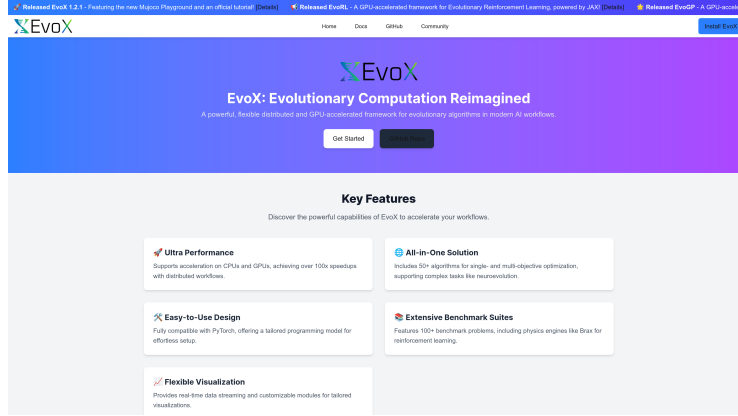 🚀 Released EvoX 1.2.1 - Featuring the new Mujoco Playground and an official tutorial! [Details] 📢 Released EvoRL - A GPU-accelerated framework for Evolutionary Reinforcement Learning, powered by JAX! [Details] 🌟 Released EvoGP - A GPU-accele
EvoX Home Docs GitHub Community Install EvoX
EvoX
EvoX: Evolutionary Computation Reimagined
A powerful, flexible distributed and GPU-accelerated framework for evolutionary algorithms in modern AI workflows.
Get Started
Key Features
Discover the powerful capabilities of EvoX to accelerate your workflows.
🚀 Ultra Performance
Supports acceleration on CPUs and GPUs, achieving over 100x speedups
with distributed workflows.
🌐 All-in-One Solution
Includes 50+ algorithms for single- and multi-objective optimization,
supporting complex tasks like neuroevolution.
🛠️ Easy-to-Use Design
Fully compatible with PyTorch, offering a tailored programming model for
effortless setup.
📚 Extensive Benchmark Suites
Features 100+ benchmark problems, including physics engines like Brax for
reinforcement learning.
📈 Flexible Visualization
Provides real-time data streaming and customizable modules for tailored
visualizations.